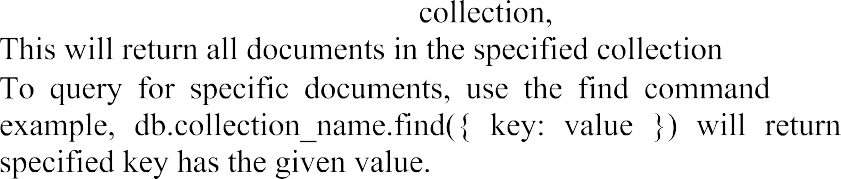 collection,
This will return all documents in the specified collection
To query for specific documents, use the find command
example, db.collection_name.find({ key: value }) will return
specified key has the given value.